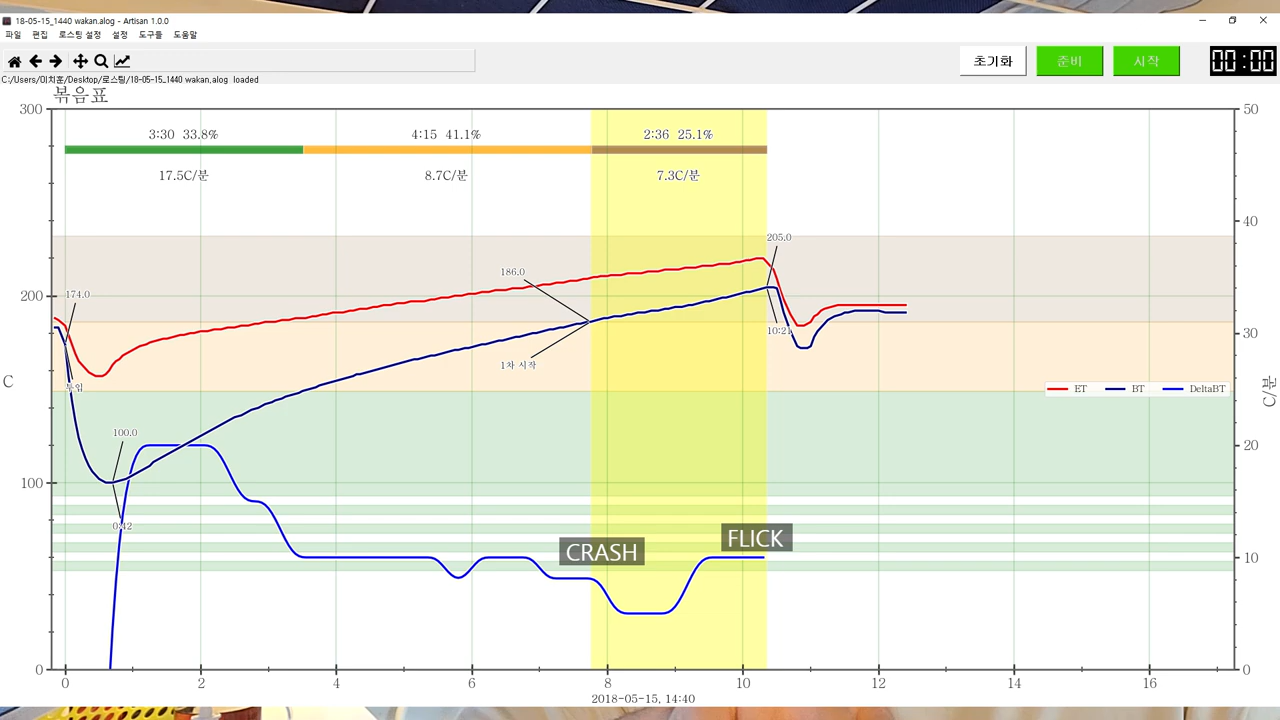 18-05-15_1440 wakan.alog - Artisan 1.0.0
파일 편집 로스팅 설정 설정 도구들 도움말
초기화 준비 시작 00:00
C:/Users/이치훈/Desktop/로스팅/18-05-15_1440 wakan.alog loaded
볶음표
300 50
3:30 33.8% 4:15 41.1% 2:36 25.1%
17.5C/분 8.7C/분 7.3C/분
40
205.0
186.0
200 174.0
10:21 30
1차 시작
C 투입 ET BT DeltaBT C/분
100.0 20
100
0:42
CRASH FLICK
10
0 0
0 2 4 6 8 10 12 14 16
2018-05-15, 14:40